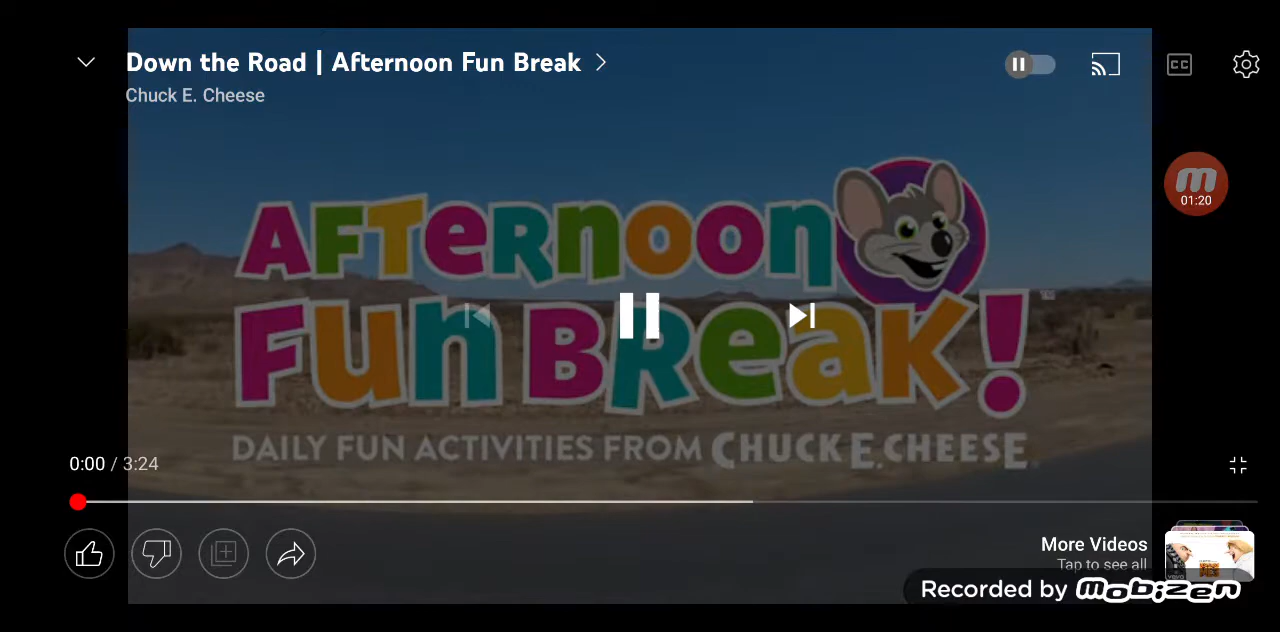 Down the Road | Afternoon Fun Break
Chuck E. Cheese
CC
01:20
AFTeRnoon
Fun BReaK!
DAILY FUN ACTIVITIES FROM CHUCK E. CHEESE
0:00 / 3:24
More Videos
Tap to see all
Recorded by mobizen